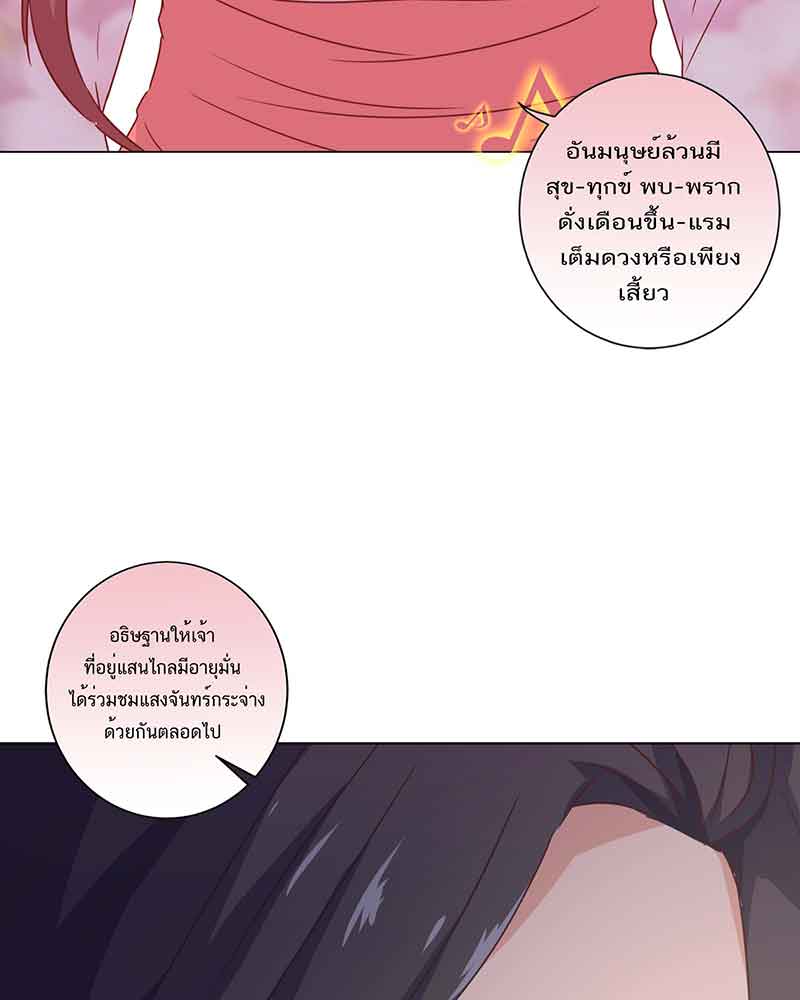 อันมนุษย์ล้วนมี
สุข-ทุกข์ พบ-พราก
ดั่งเดือนขึ้น-แรม
เต็มดวงหรือเพียง
เสี้ยว
อธิษฐานให้เจ้า
ที่อยู่แสนไกลมีอายุมั่น
ได้ร่วมชมแสงจันทร์กระจ่าง
ด้วยกันตลอดไป